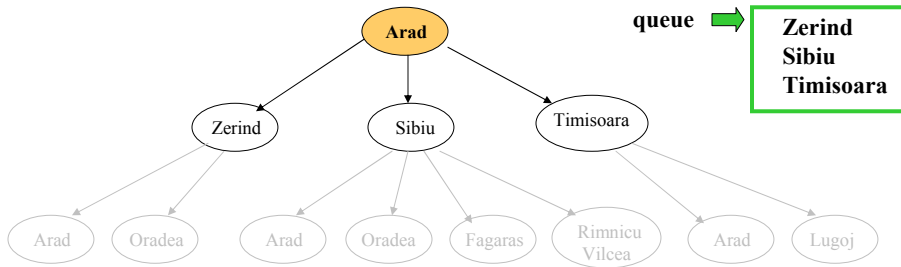 Arad
queue
Zerind
Sibiu
Timisoara
Zerind
Sibiu
Timisoara
Arad
Oradea
Arad
Oradea
Fagaras
Rimnicu
Vilcea
Arad
Lugoj